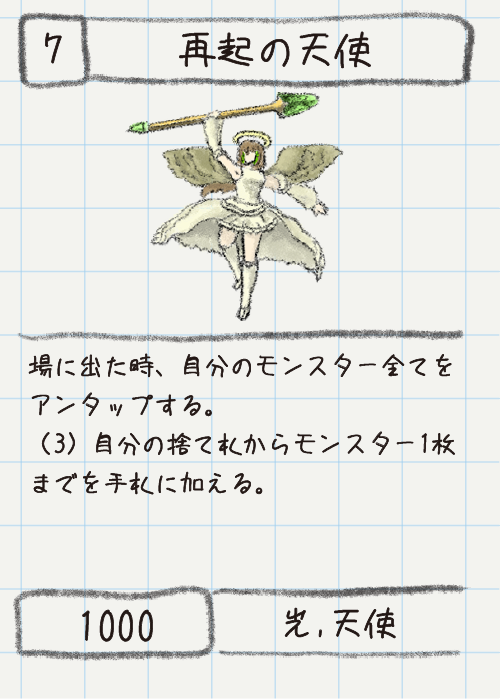 7
再起の天使
場に出た時、自分のモンスター全てを
アンタップする。
（3）自分の捨て札からモンスター1枚
までを手札に加える。
1000
光,天使